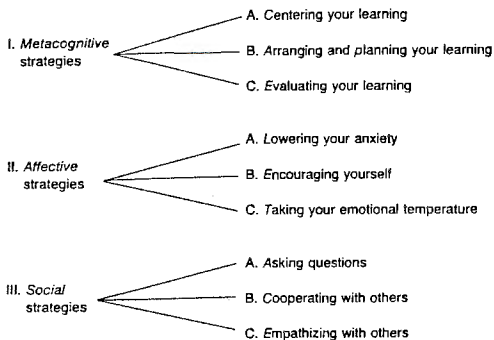 A. Centering your learning
I. Metacognitive
strategies
B. Arranging and planning your learning
C. Evaluating your learning
A. Lowering your anxiety
II. Affective
strategies
B. Encouraging yourself
C. Taking your emotional temperature
A. Asking questions
III. Social
strategies
B. Cooperating with others
C. Empathizing with others